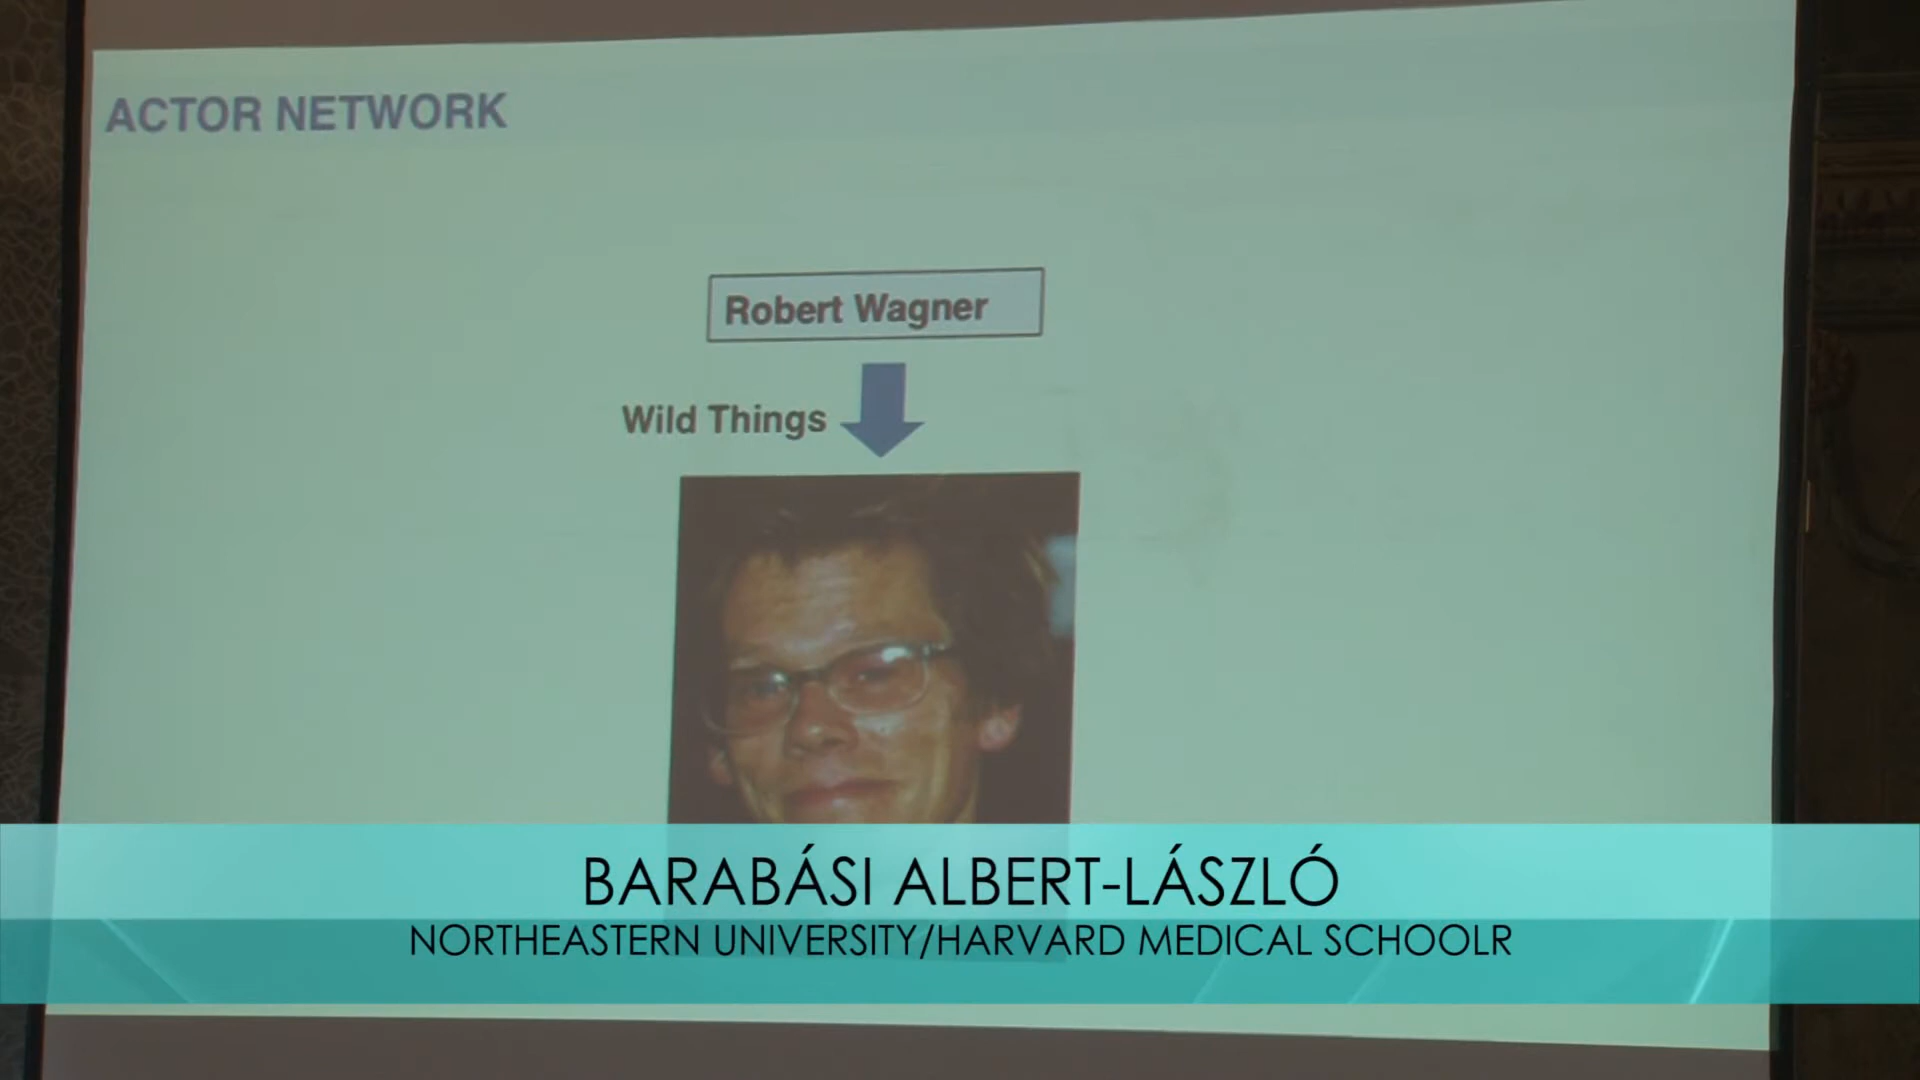 ACTOR NETWORK
Robert Wagner
Wild Things
BARABÁSI ALBERT-LÁSZLÓ
NORTHEASTERN UNIVERSITY/HARVARD MEDICAL SCHOOLR